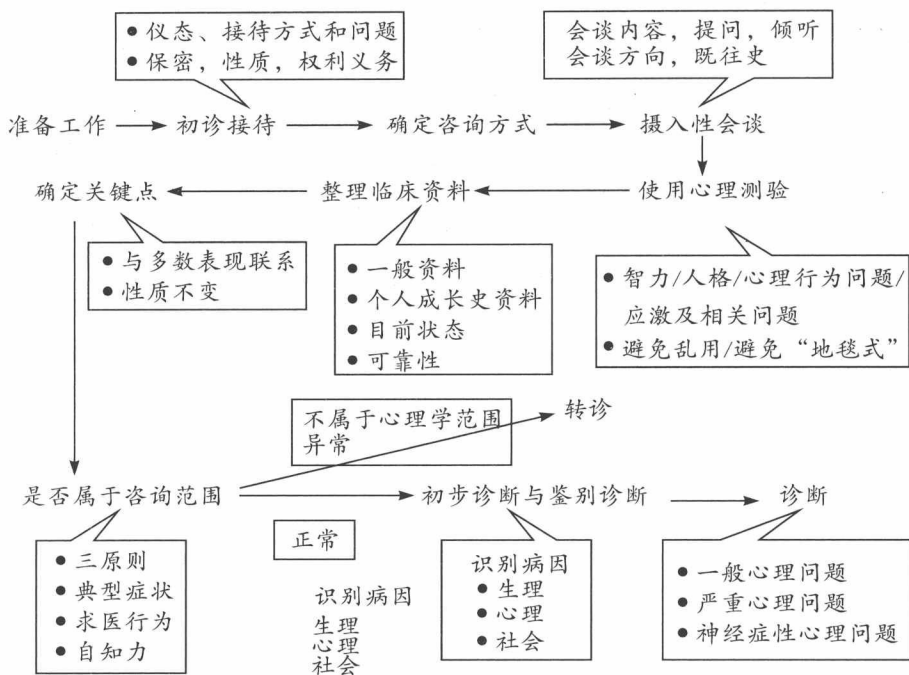 ● 仪态、接待方式和问题
● 保密，性质，权利义务
会谈内容，提问，倾听
会谈方向，既往史
准备工作
初诊接待
确定咨询方式
摄入性会谈
确定关键点
整理临床资料
使用心理测验
● 与多数表现联系
● 性质不变
● 一般资料
● 个人成长史资料
● 目前状态
● 可靠性
● 智力/人格/心理行为问题/
应激及相关问题
● 避免乱用/避免“地毯式”
不属于心理学范围
异常
转诊
是否属于咨询范围
初步诊断与鉴别诊断
诊断
正常
● 三原则
● 典型症状
● 求医行为
● 自知力
识别病因
生理
心理
社会
识别病因
● 生理
● 心理
● 社会
● 一般心理问题
● 严重心理问题
● 神经症性心理问题